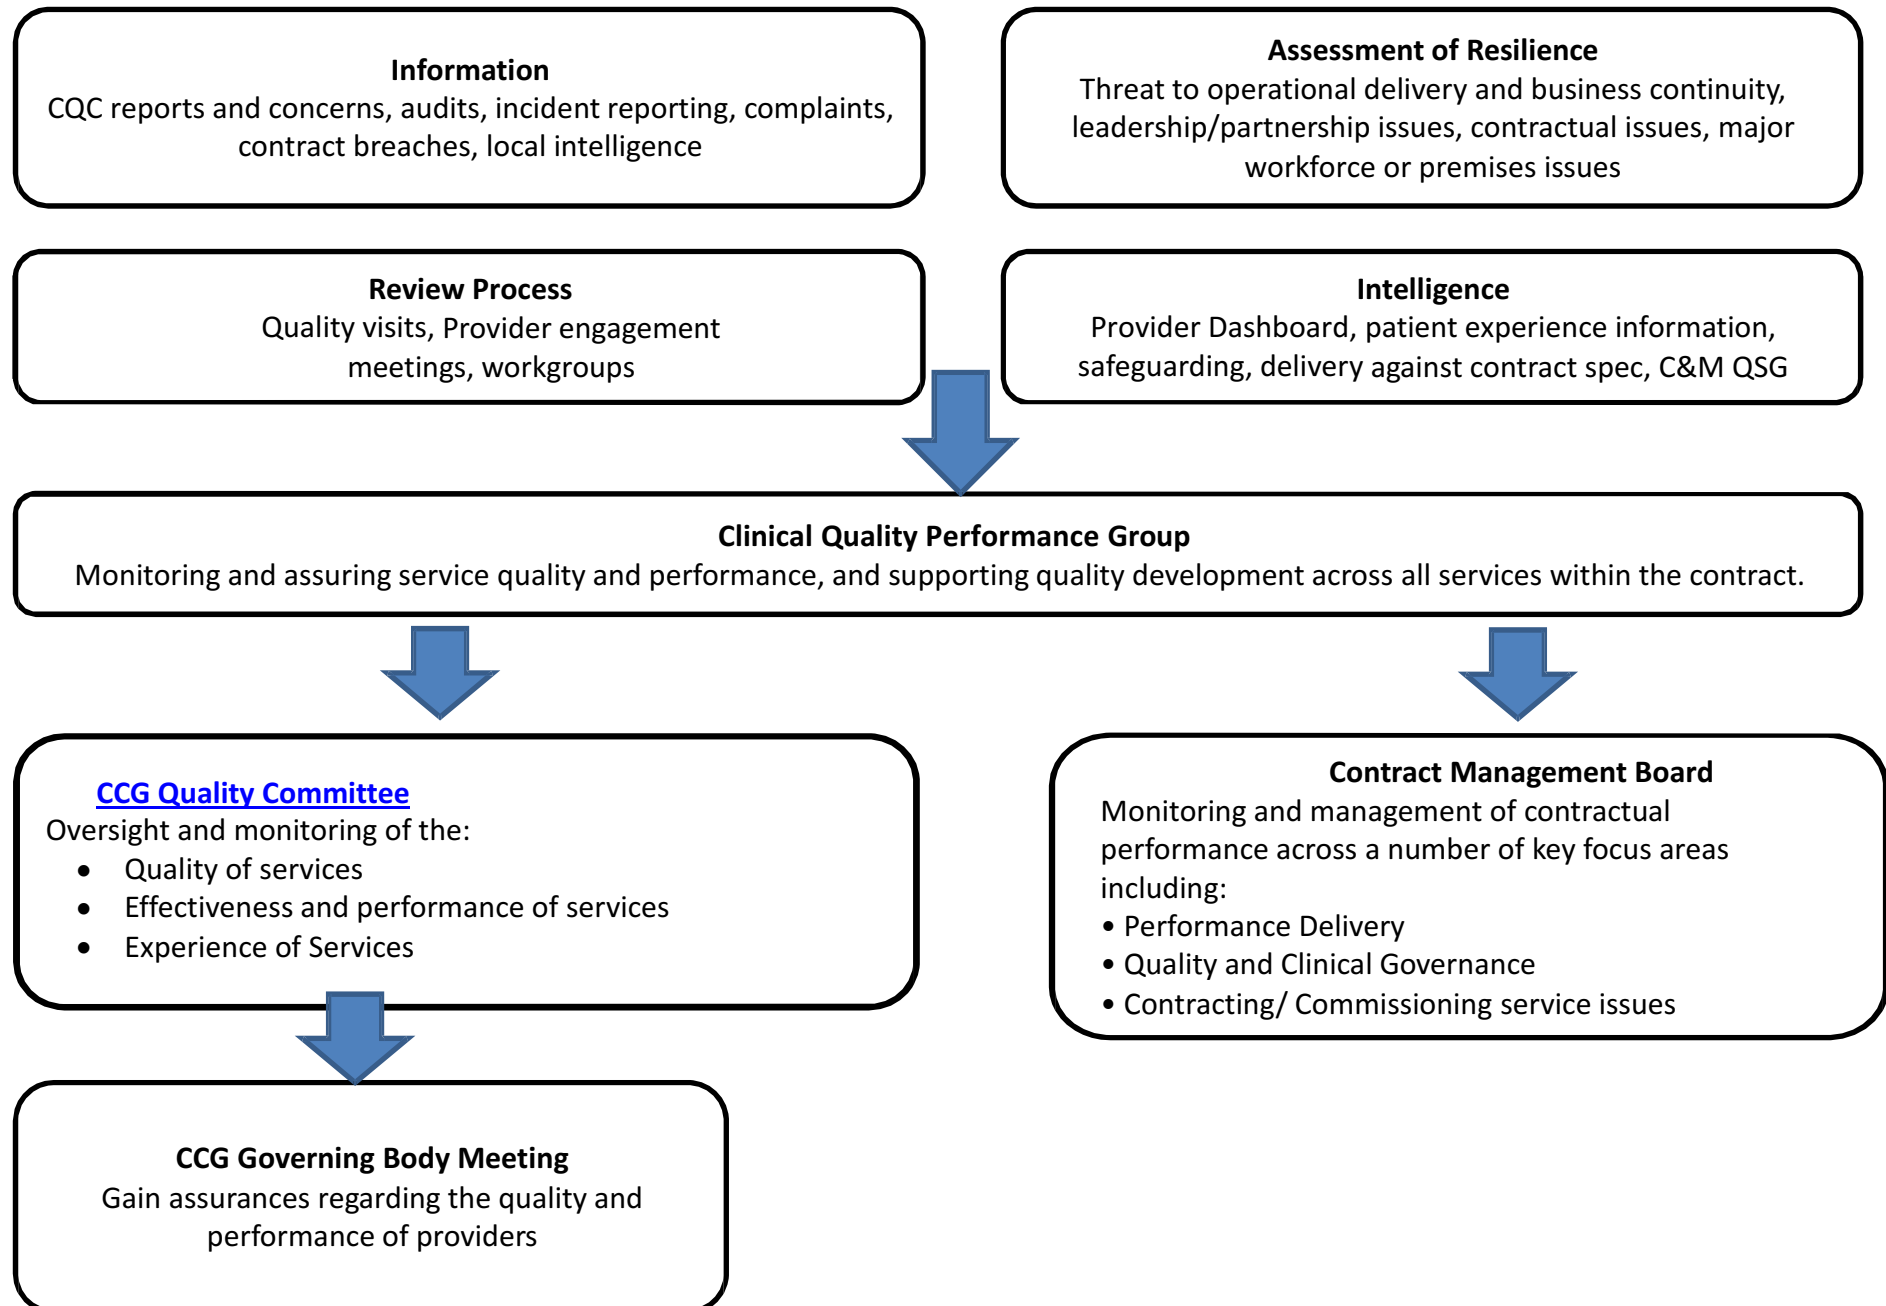 Information
CQC reports and concerns, audits, incident reporting, complaints,
contract breaches, local intelligence
Assessment of Resilience
Threat to operational delivery and business continuity,
leadership/partnership issues, contractual issues, major
workforce or premises issues
Review Process
Quality visits, Provider engagement
meetings, workgroups
Intelligence
Provider Dashboard, patient experience information,
safeguarding, delivery against contract spec, C&M QSG
Clinical Quality Performance Group
Monitoring and assuring service quality and performance, and supporting quality development across all services within the contract.
CCG Quality Committee
Oversight and monitoring of the:
• Quality of services
• Effectiveness and performance of services
• Experience of Services
Contract Management Board
Monitoring and management of contractual
performance across a number of key focus areas
including:
• Performance Delivery
• Quality and Clinical Governance
• Contracting/ Commissioning service issues
CCG Governing Body Meeting
Gain assurances regarding the quality and
performance of providers